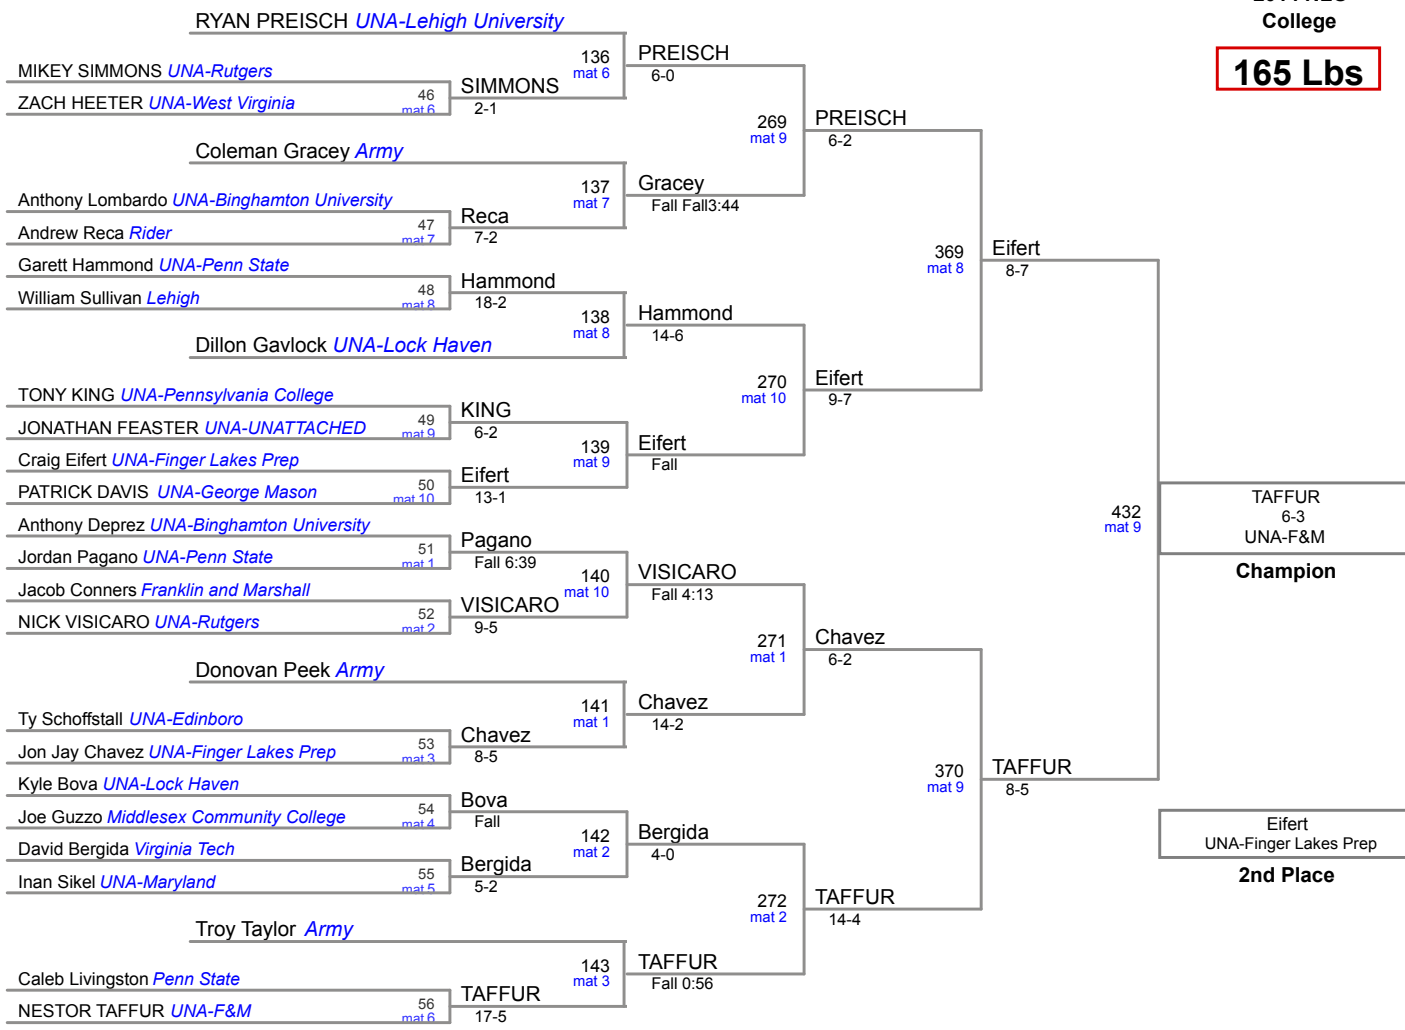 College
165 Lbs
RYAN PREISCH UNA-Lehigh University
136
mat 6
PREISCH
6-0
MIKEY SIMMONS UNA-Rutgers
ZACH HEETER UNA-West Virginia
46
mat 6
SIMMONS
2-1
269
mat 9
PREISCH
6-2
Coleman Gracey Army
137
mat 7
Gracey
Fall Fall3:44
Anthony Lombardo UNA-Binghamton University
Andrew Reca Rider
47
mat 7
Reca
7-2
369
mat 8
Eifert
8-7
Garett Hammond UNA-Penn State
William Sullivan Lehigh
48
mat 8
Hammond
18-2
138
mat 8
Hammond
14-6
Dillon Gavlock UNA-Lock Haven
270
mat 10
Eifert
9-7
TONY KING UNA-Pennsylvania College
JONATHAN FEASTER UNA-UNATTACHED
49
mat 9
KING
6-2
139
mat 9
Eifert
Fall
Craig Eifert UNA-Finger Lakes Prep
PATRICK DAVIS UNA-George Mason
50
mat 10
Eifert
13-1
432
mat 9
TAFFUR
6-3
UNA-F&M
Champion
Anthony Deprez UNA-Binghamton University
Jordan Pagano UNA-Penn State
51
mat 1
Pagano
Fall 6:39
140
mat 10
VISICARO
Fall 4:13
Jacob Conners Franklin and Marshall
NICK VISICARO UNA-Rutgers
52
mat 2
VISICARO
9-5
271
mat 1
Chavez
6-2
Donovan Peek Army
141
mat 1
Chavez
14-2
Ty Schoffstall UNA-Edinboro
Jon Jay Chavez UNA-Finger Lakes Prep
53
mat 3
Chavez
8-5
370
mat 9
TAFFUR
8-5
Kyle Bova UNA-Lock Haven
Joe Guzzo Middlesex Community College
54
mat 4
Bova
Fall
142
mat 2
Bergida
4-0
David Bergida Virginia Tech
Inan Sikel UNA-Maryland
55
mat 5
Bergida
5-2
Eifert
UNA-Finger Lakes Prep
2nd Place
272
mat 2
TAFFUR
14-4
Troy Taylor Army
143
mat 3
TAFFUR
Fall 0:56
Caleb Livingston Penn State
NESTOR TAFFUR UNA-F&M
56
mat 6
TAFFUR
17-5